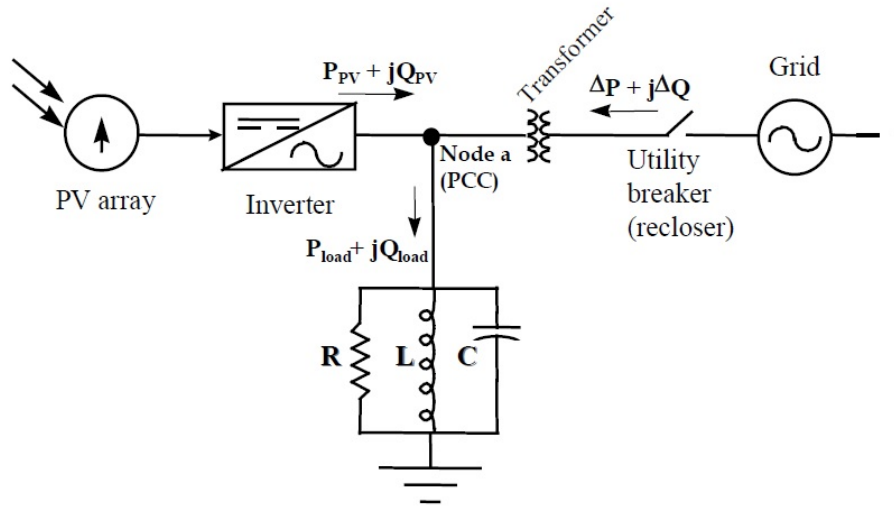 P_PV + jQ_PV
Transformer
ΔP + jΔQ
Grid
PV array
Inverter
Node a
(PCC)
Utility
breaker
(recloser)
P_load+ jQ_load
R
L
C